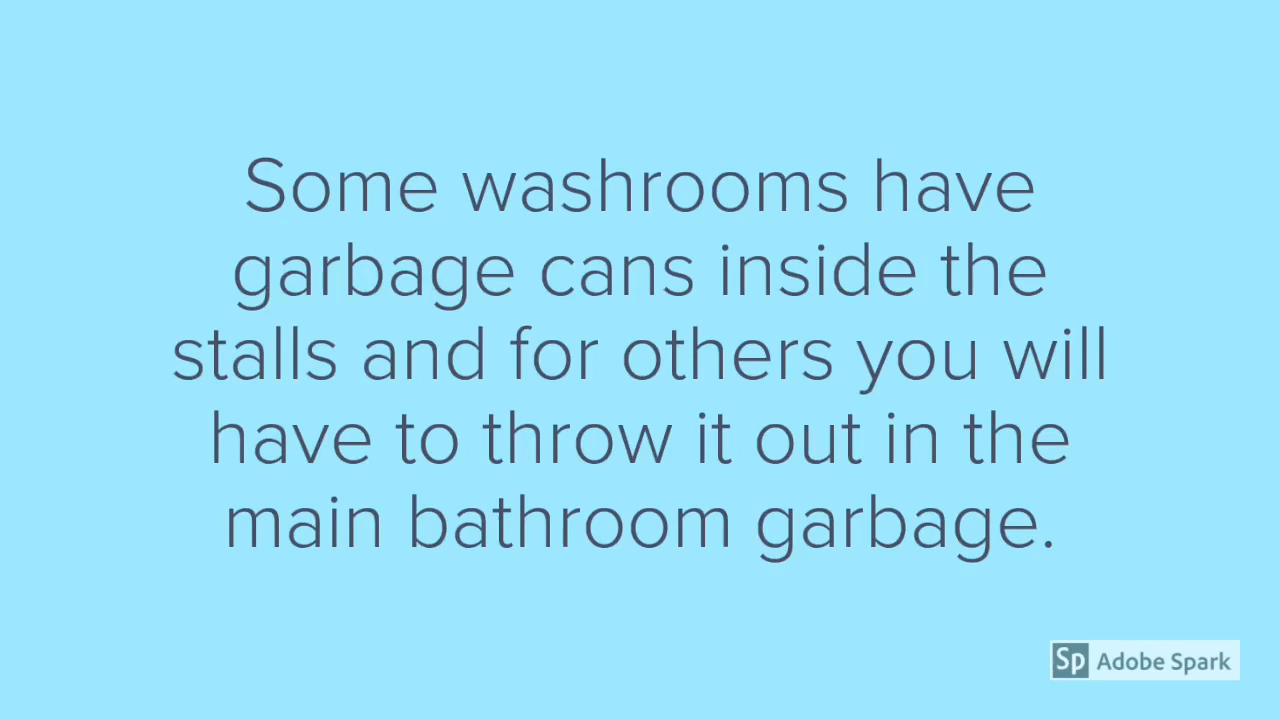 Some washrooms have
garbage cans inside the
stalls and for others you will
have to throw it out in the
main bathroom garbage.
Sp Adobe Spark